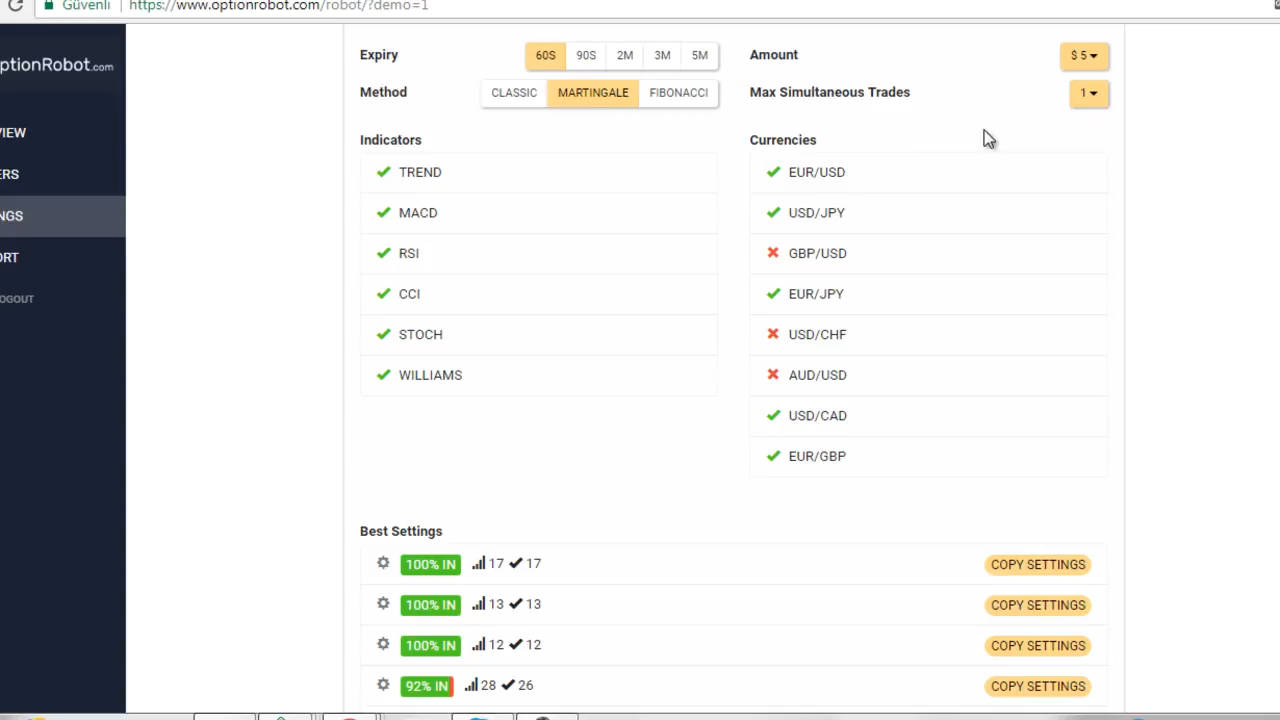 Güvenli https://www.optionrobot.com/robot/?demo=1
ptionRobot.com
IEW
ERS
NGS
ORT
OGOUT
Expiry 60S 90S 2M 3M 5M
Method CLASSIC MARTINGALE FIBONACCI
Amount $ 5
Max Simultaneous Trades 1
Indicators
TREND
MACD
RSI
CCI
STOCH
WILLIAMS
Currencies
EUR/USD
USD/JPY
GBP/USD
EUR/JPY
USD/CHF
AUD/USD
USD/CAD
EUR/GBP
Best Settings
100% IN 17 17 COPY SETTINGS
100% IN 13 13 COPY SETTINGS
100% IN 12 12 COPY SETTINGS
92% IN 28 26 COPY SETTINGS